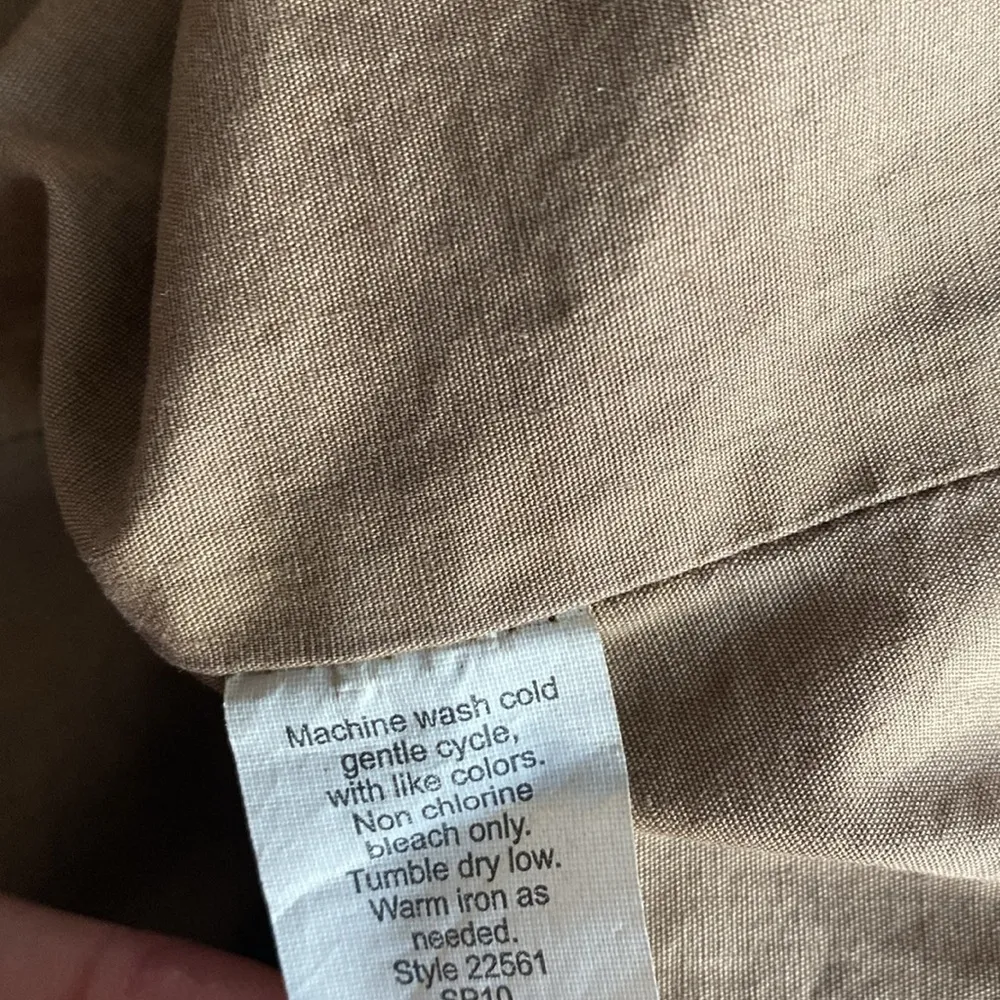 Machine wash cold
gentle cycle,
with like colors.
Non chlorine
bleach only.
Tumble dry low.
Warm iron as
needed.
Style 22561
SP10